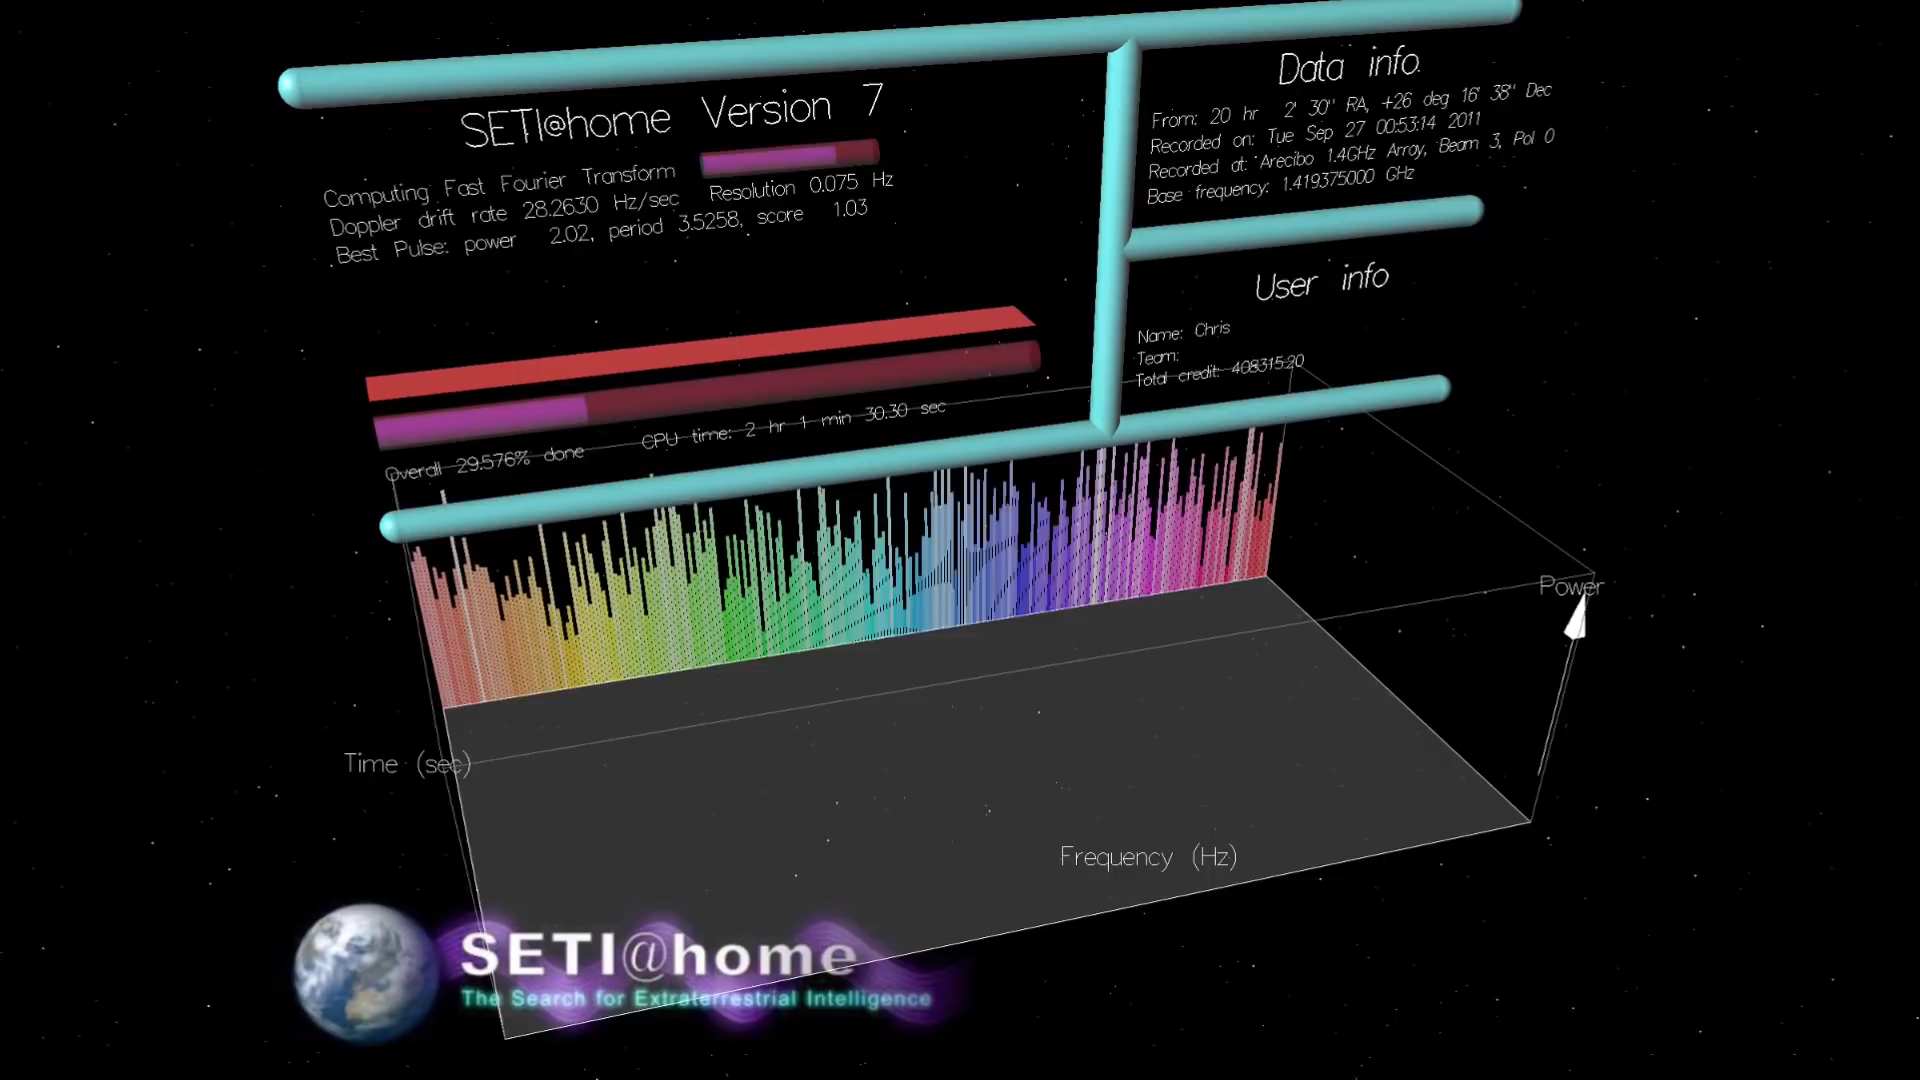 SETI@home Version 7
Computing Fast Fourier Transform
Doppler drift rate 28.2630 Hz/sec Resolution 0.075 Hz
Best Pulse: power 2.02, period 3.5258, score 1.03
Overall 29.576% done CPU time: 2 hr 1 min 30.30 sec
Data info
From: 20 hr 2' 30" RA, +26 deg 16' 38" Dec
Recorded on: Tue Sep 27 00:53:14 2011
Recorded at: Arecibo 1.4GHz Array, Beam 3, Pol 0
Base frequency: 1.419375000 GHz
User info
Name: Chris
Team:
Total credit: 408315.20
Power
Time (sec)
Frequency (Hz)
SETI@home
The Search for Extraterrestrial Intelligence